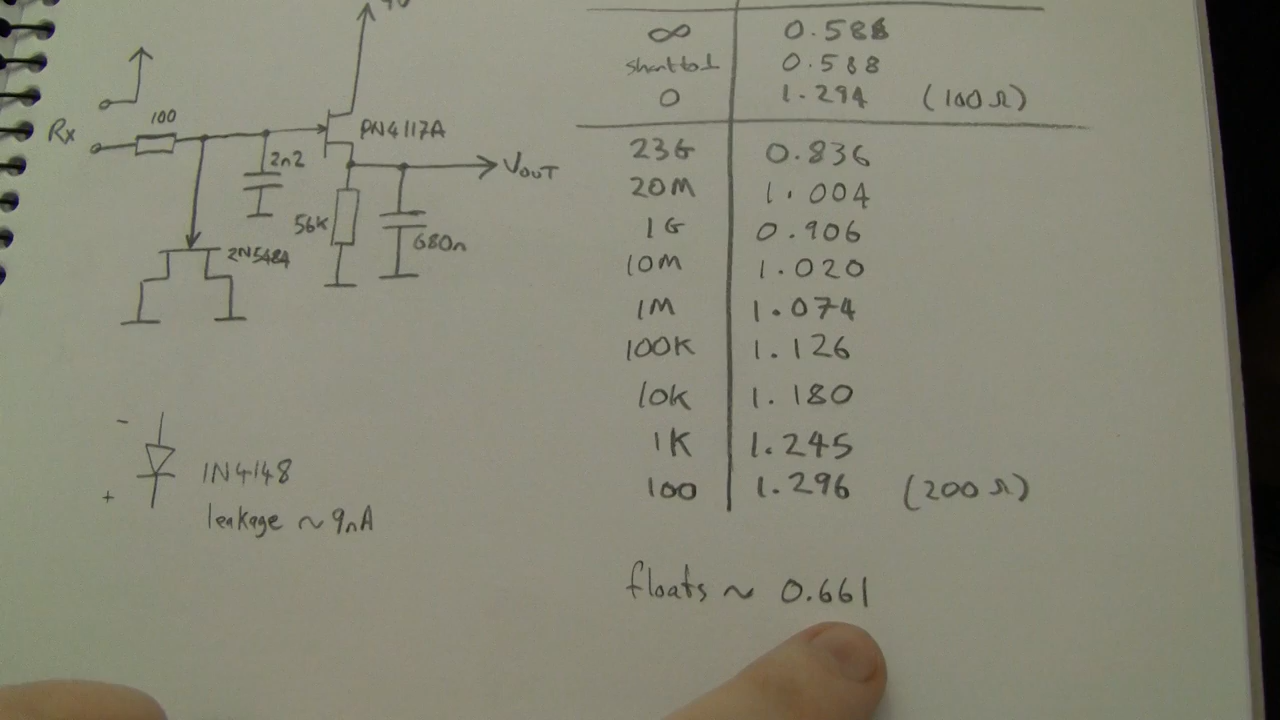 Rx
100
2n2
PN4117A
VOUT
56K
680n
2N5484
1N4148
leakage ~ 9nA
-
+
∞ 0.588
short to ⊥ 0.588
0 1.294 (100Ω)
23G 0.836
20M 1.004
1G 0.906
10M 1.020
1M 1.074
100K 1.126
10K 1.180
1K 1.245
100 1.296 (200Ω)
floats ~ 0.661